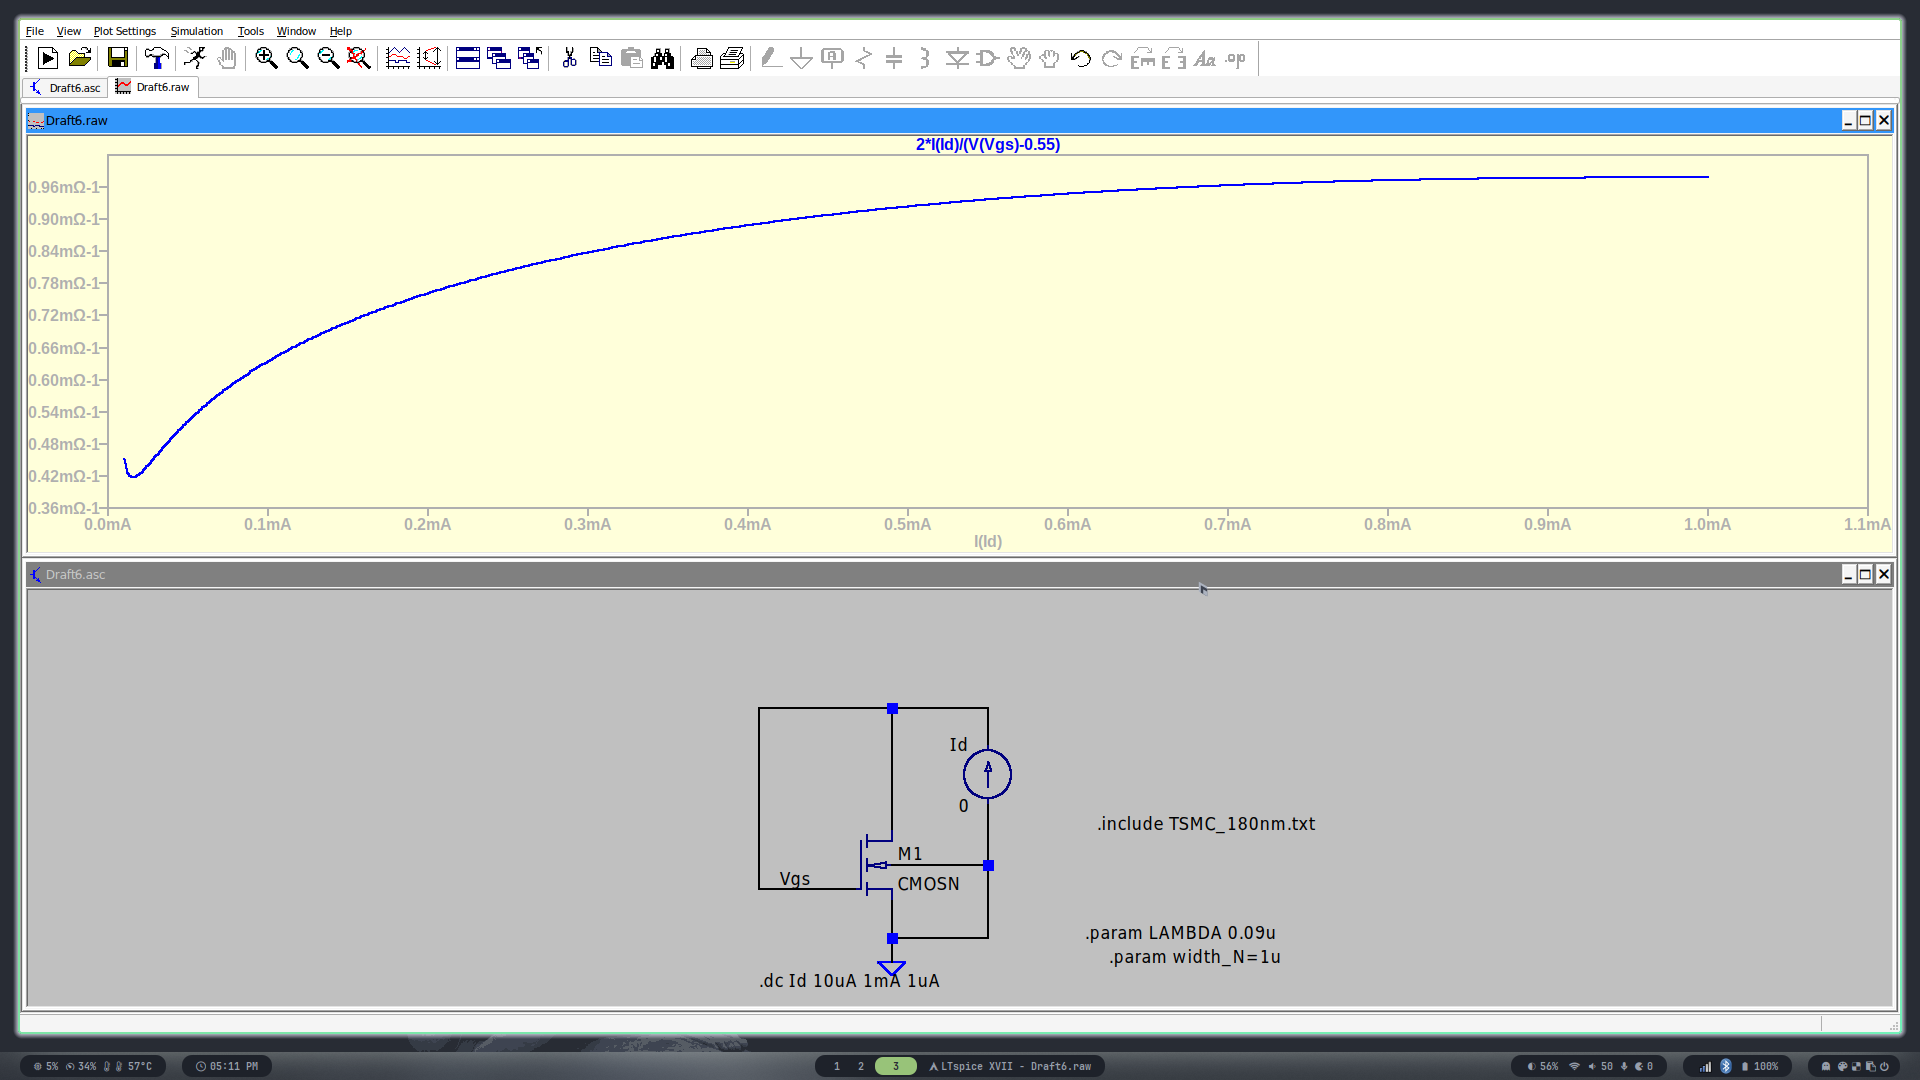 File View Plot Settings Simulation Tools Window Help
Aa .op
Draft6.asc Draft6.raw
Draft6.raw
2*I(Id)/(V(Vgs)-0.55)
0.96mΩ-1
0.90mΩ-1
0.84mΩ-1
0.78mΩ-1
0.72mΩ-1
0.66mΩ-1
0.60mΩ-1
0.54mΩ-1
0.48mΩ-1
0.42mΩ-1
0.36mΩ-1
0.0mA 0.1mA 0.2mA 0.3mA 0.4mA 0.5mA 0.6mA 0.7mA 0.8mA 0.9mA 1.0mA 1.1mA
I(Id)
Draft6.asc
Id
0
.include TSMC_180nm.txt
M1
Vgs
CMOSN
.param LAMBDA 0.09u
.param width_N=1u
.dc Id 10uA 1mA 1uA
5% 34% 57°C 05:11 PM 1 2 3 LTspice XVII - Draft6.raw 56% 50 0 100%